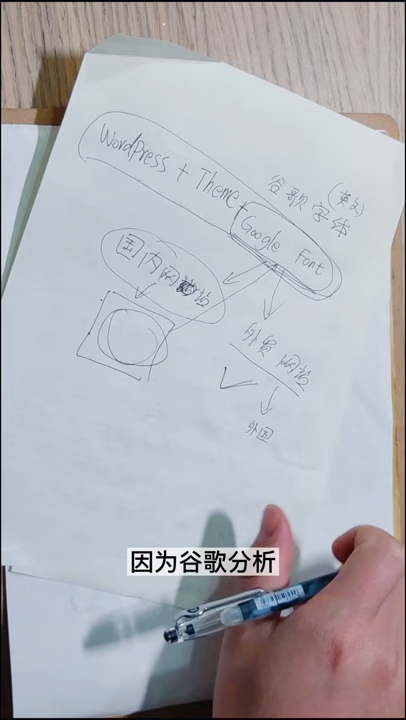 WordPress + Theme +
谷歌字体
(英文)
Google Font
国内网站
外贸网站
外国
因为谷歌分析